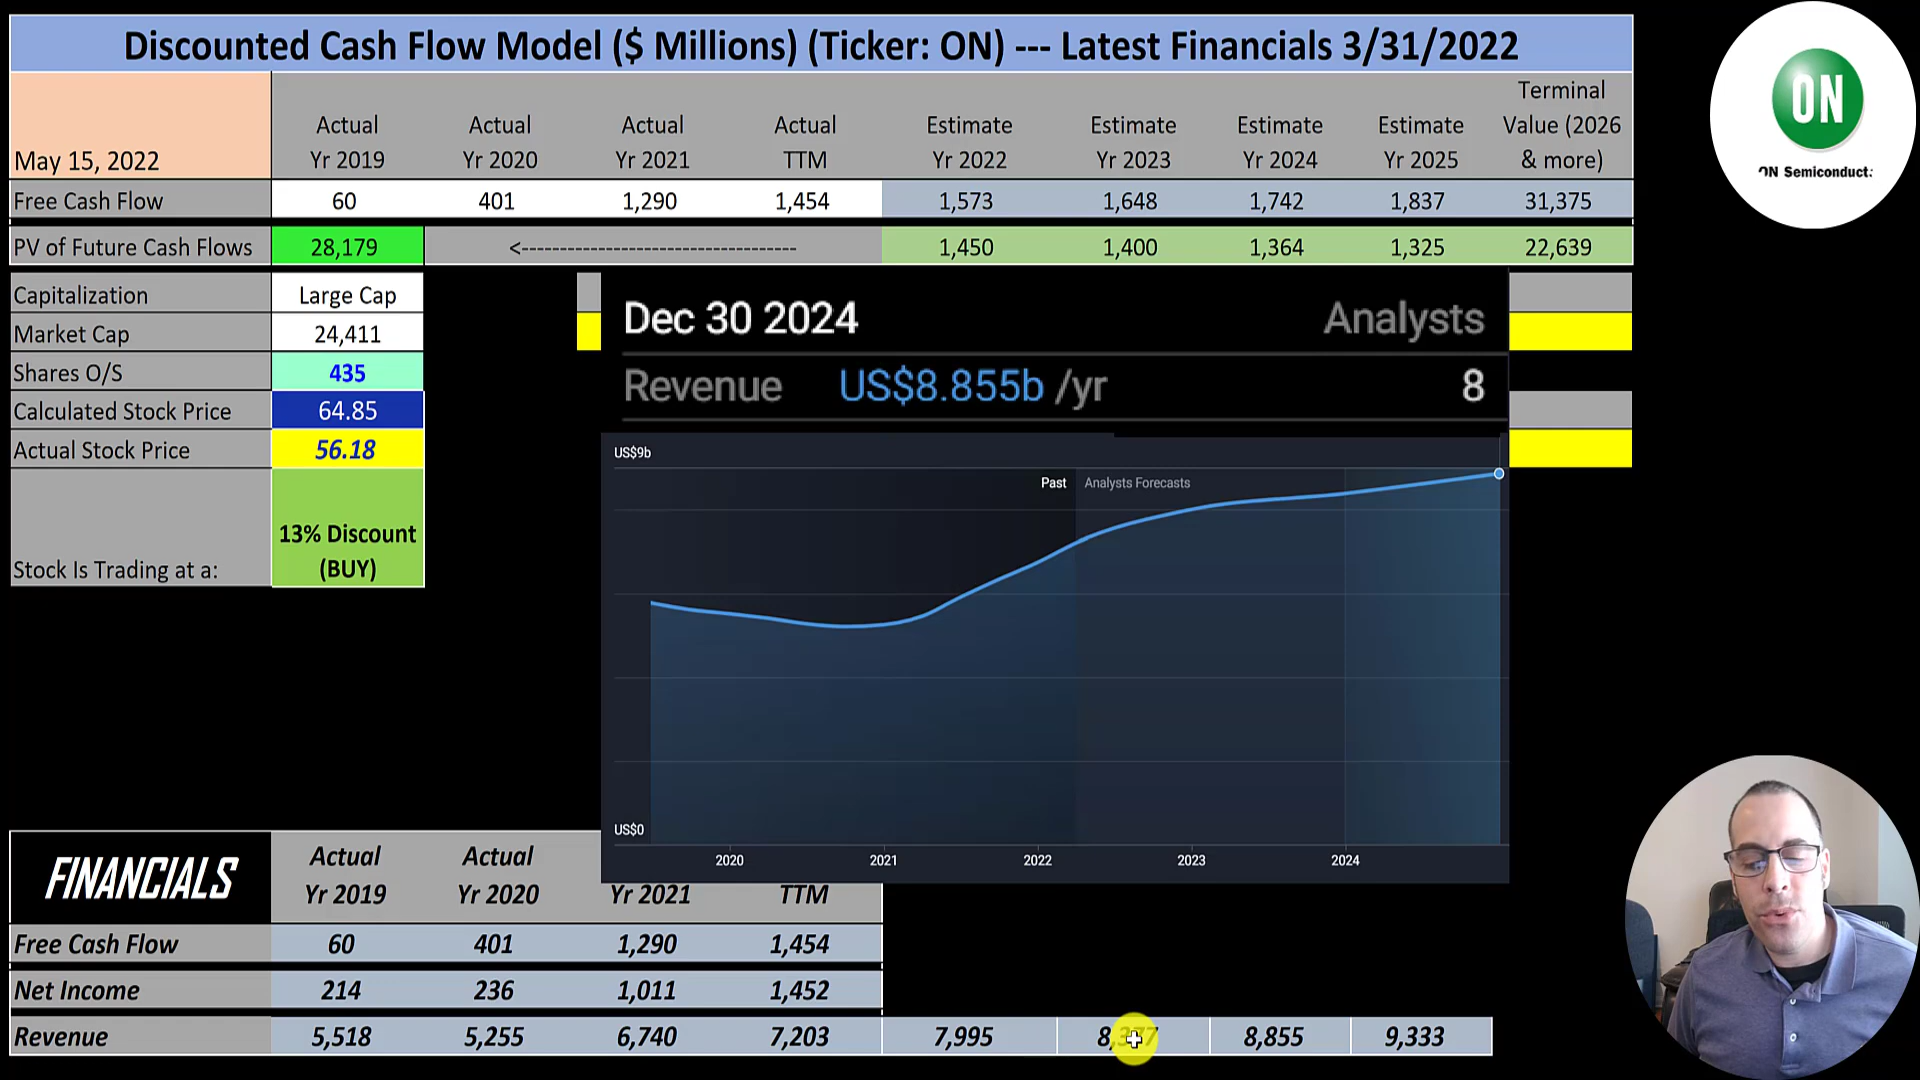 Discounted Cash Flow Model ($ Millions) (Ticker: ON) --- Latest Financials 3/31/2022
ON
ON Semiconduct
May 15, 2022
Actual Yr 2019
Actual Yr 2020
Actual Yr 2021
Actual TTM
Estimate Yr 2022
Estimate Yr 2023
Estimate Yr 2024
Estimate Yr 2025
Terminal Value (2026 & more)
Free Cash Flow 60 401 1,290 1,454 1,573 1,648 1,742 1,837 31,375
PV of Future Cash Flows 28,179 <---------------------------------- 1,450 1,400 1,364 1,325 22,639
Capitalization Large Cap
Market Cap 24,411
Shares O/S 435
Calculated Stock Price 64.85
Actual Stock Price 56.18
Stock Is Trading at a: 13% Discount (BUY)
Dec 30 2024 Analysts
Revenue US$8.855b /yr 8
US$9b
Past Analysts Forecasts
US$0
2020 2021 2022 2023 2024
FINANCIALS
Actual Yr 2019
Actual Yr 2020
Yr 2021
TTM
Free Cash Flow 60 401 1,290 1,454
Net Income 214 236 1,011 1,452
Revenue 5,518 5,255 6,740 7,203 7,995 8,377 8,855 9,333